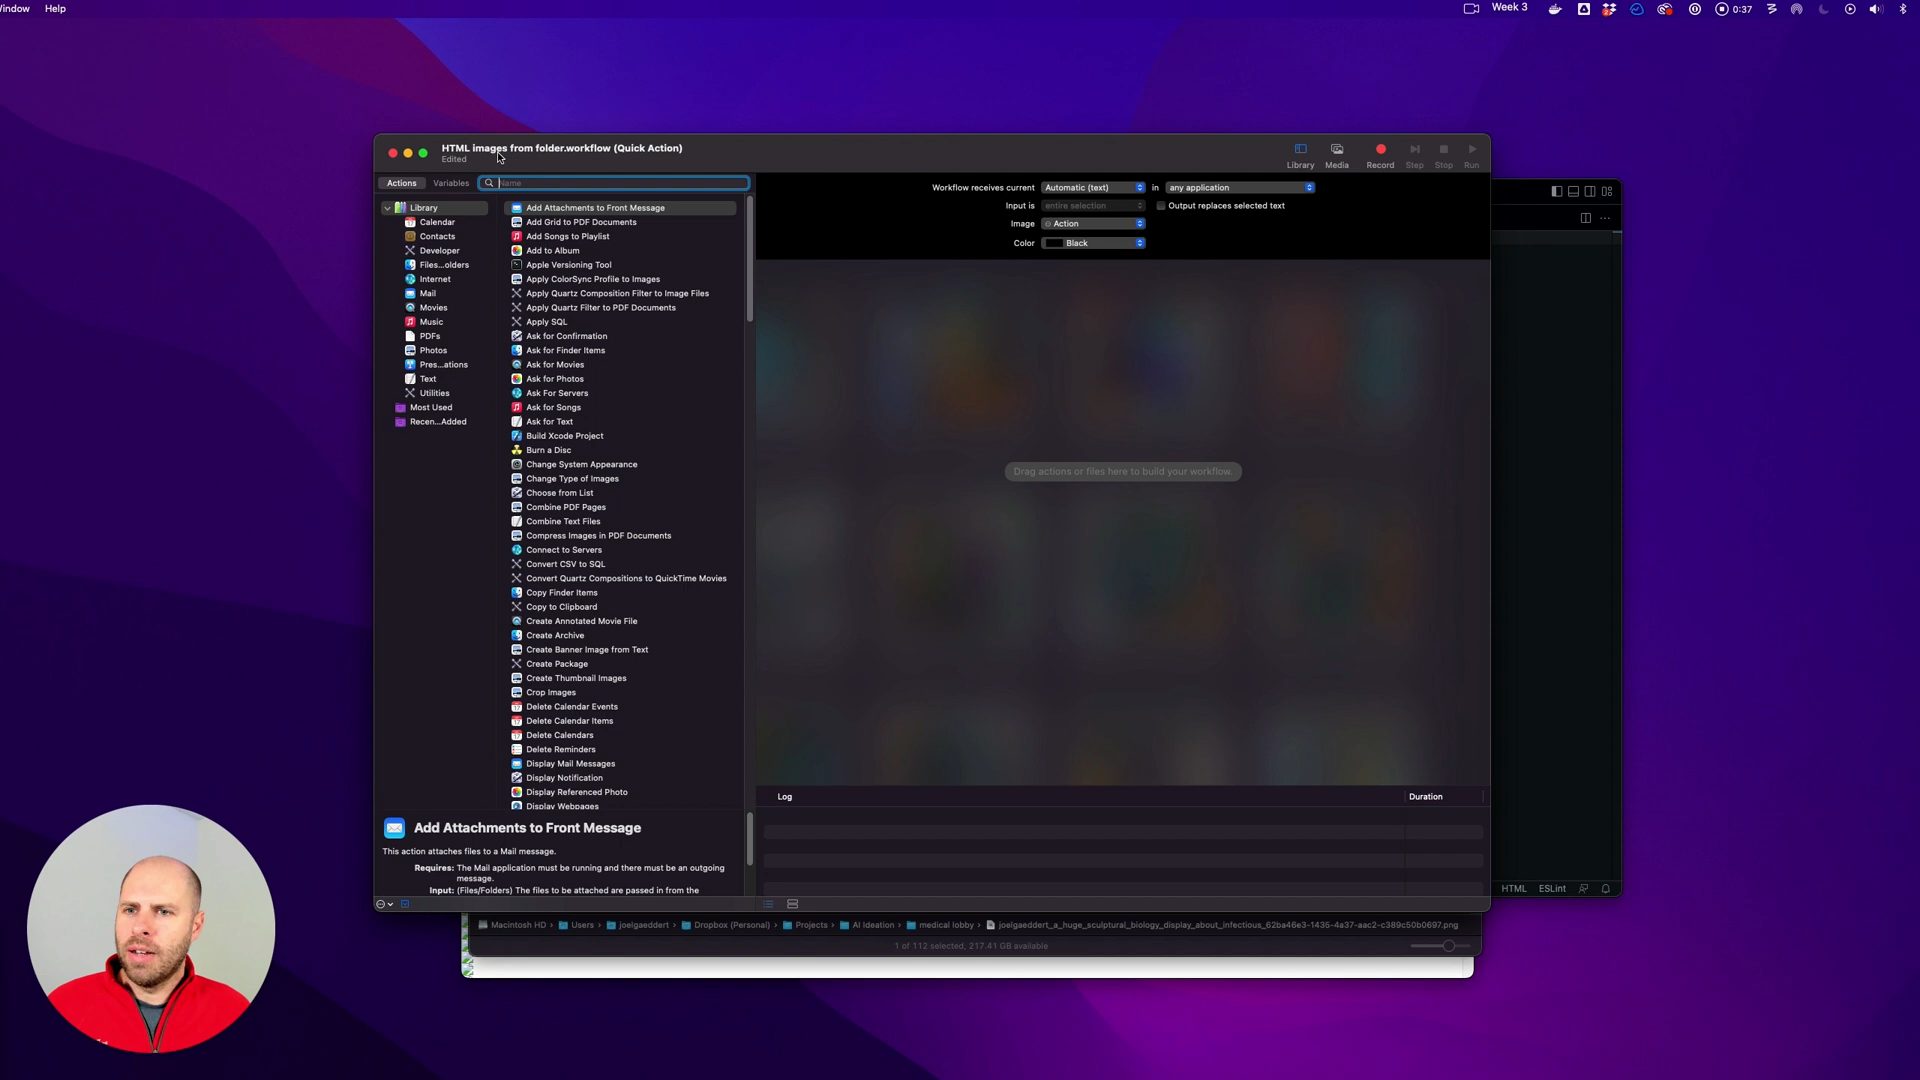 Window Help
Week 3
0:37
HTML images from folder.workflow (Quick Action)
Edited
Library Media Record Step Stop Run
Actions Variables Name
Library
Calendar
Contacts
Developer
Files...olders
Internet
Mail
Movies
Music
PDFs
Photos
Pres...ations
Text
Utilities
Most Used
Recen...Added
Add Attachments to Front Message
Add Grid to PDF Documents
Add Songs to Playlist
Add to Album
Apple Versioning Tool
Apply ColorSync Profile to Images
Apply Quartz Composition Filter to Image Files
Apply Quartz Filter to PDF Documents
Apply SQL
Ask for Confirmation
Ask for Finder Items
Ask for Movies
Ask for Photos
Ask For Servers
Ask for Songs
Ask for Text
Build Xcode Project
Burn a Disc
Change System Appearance
Change Type of Images
Choose from List
Combine PDF Pages
Combine Text Files
Compress Images in PDF Documents
Connect to Servers
Convert CSV to SQL
Convert Quartz Compositions to QuickTime Movies
Copy Finder Items
Copy to Clipboard
Create Annotated Movie File
Create Archive
Create Banner Image from Text
Create Package
Create Thumbnail Images
Crop Images
Delete Calendar Events
Delete Calendar Items
Delete Calendars
Delete Reminders
Display Mail Messages
Display Notification
Display Referenced Photo
Display Webpages
Workflow receives current Automatic (text) in any application
Input is entire selection Output replaces selected text
Image Action
Color Black
Drag actions or files here to build your workflow.
Log Duration
Add Attachments to Front Message
This action attaches files to a Mail message.
Requires: The Mail application must be running and there must be an outgoing
message.
Input: (Files/Folders) The files to be attached are passed in from the
HTML ESLint
Macintosh HD › Users › joelgaeddert › Dropbox (Personal) › Projects › AI Ideation › medical lobby › joelgaeddert_a_huge_sculptural_biology_display_about_infectious_62ba46e3-1435-4a37-aac2-c389c50b0697.png
1 of 112 selected, 217.41 GB available